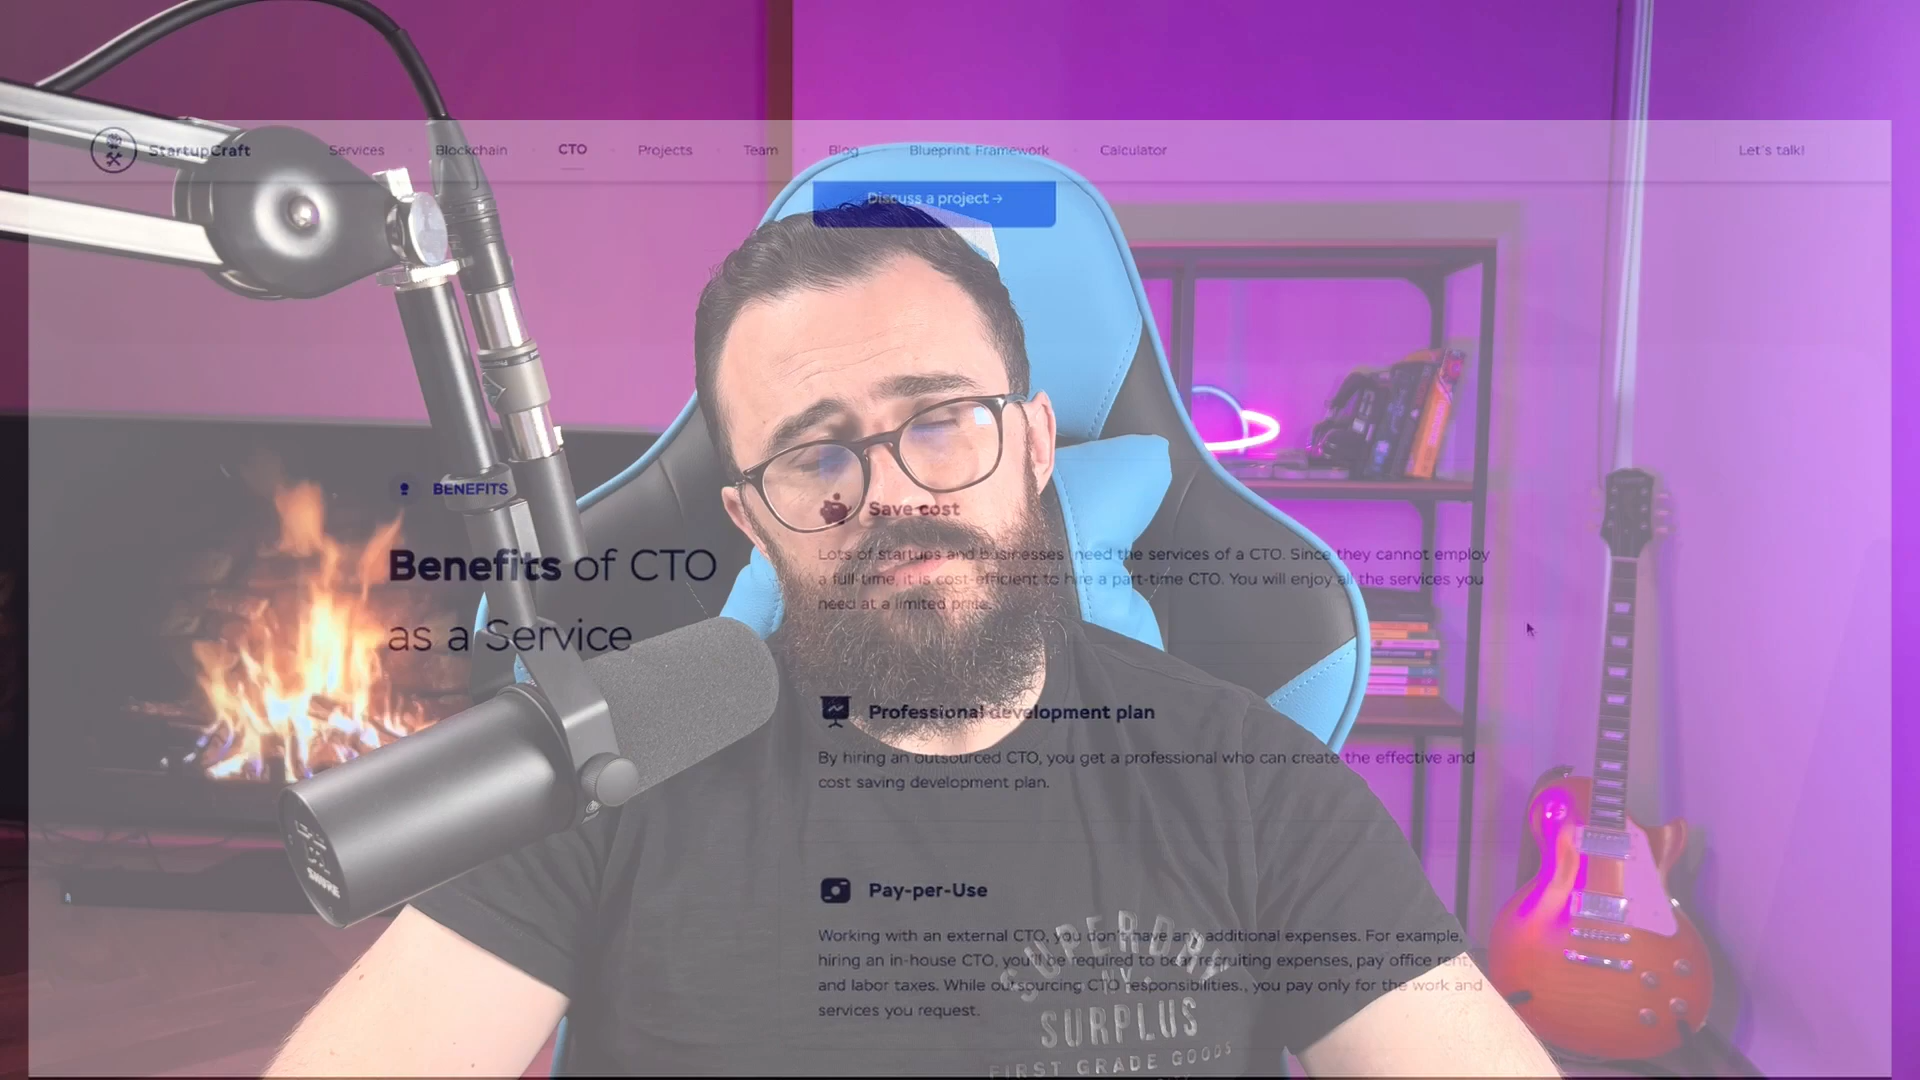 StartupCraft
Services
Blockchain
CTO
Projects
Team
Blog
Blueprint Framework
Calculator
Let's talk!
Discuss a project →
BENEFITS
Benefits of CTO
as a Service
Save cost
Lots of startups and businesses need the services of a CTO. Since they cannot employ
a full-time, it is cost-efficient to hire a part-time CTO. You will enjoy all the services you
need at a limited price.
Professional development plan
By hiring an outsourced CTO, you get a professional who can create the effective and
cost saving development plan.
Pay-per-Use
Working with an external CTO, you don't have any additional expenses. For example,
hiring an in-house CTO, you'll be required to bear recruiting expenses, pay office rent,
and labor taxes. While outsourcing CTO responsibilities., you pay only for the work and
services you request.
SHURE
SUPERDRY
SURPLUS
FIRST GRADE GOODS